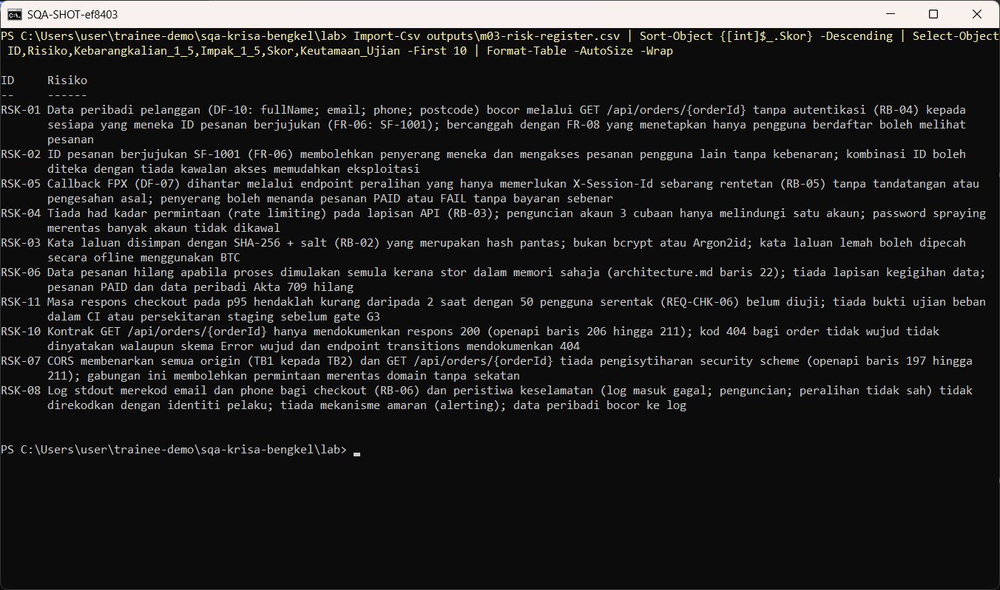 SQA-SHOT-ef8403
PS C:\Users\user\trainee-demo\sqa-krisa-bengkel\lab> Import-Csv outputs\m03-risk-register.csv | Sort-Object {[int]$_.Skor} -Descending | Select-Object
ID,Risiko,Kebarangkalian_1_5,Impak_1_5,Skor,Keutamaan_Ujian -First 10 | Format-Table -AutoSize -Wrap
ID     Risiko
--     ------
RSK-01 Data peribadi pelanggan (DF-10: fullName; email; phone; postcode) bocor melalui GET /api/orders/{orderId} tanpa autentikasi (RB-04) kepada
sesiapa yang meneka ID pesanan berjujukan (FR-06: SF-1001); bercanggah dengan FR-08 yang menetapkan hanya pengguna berdaftar boleh melihat
pesanan
RSK-02 ID pesanan berjujukan SF-1001 (FR-06) membolehkan penyerang meneka dan mengakses pesanan pengguna lain tanpa kebenaran; kombinasi ID boleh
diteka dengan tiada kawalan akses memudahkan eksploitasi
RSK-05 Callback FPX (DF-07) dihantar melalui endpoint peralihan yang hanya memerlukan X-Session-Id sebarang rentetan (RB-05) tanpa tandatangan atau
pengesahan asal; penyerang boleh menanda pesanan PAID atau FAIL tanpa bayaran sebenar
RSK-04 Tiada had kadar permintaan (rate limiting) pada lapisan API (RB-03); penguncian akaun 3 cubaan hanya melindungi satu akaun; password spraying
merentas banyak akaun tidak dikawal
RSK-03 Kata laluan disimpan dengan SHA-256 + salt (RB-02) yang merupakan hash pantas; bukan bcrypt atau Argon2id; kata laluan lemah boleh dipecah
secara ofline menggunakan BTC
RSK-06 Data pesanan hilang apabila proses dimulakan semula kerana stor dalam memori sahaja (architecture.md baris 22); tiada lapisan kegigihan data;
pesanan PAID dan data peribadi Akta 709 hilang
RSK-11 Masa respons checkout pada p95 hendaklah kurang daripada 2 saat dengan 50 pengguna serentak (REQ-CHK-06) belum diuji; tiada bukti ujian beban
dalam CI atau persekitaran staging sebelum gate G3
RSK-10 Kontrak GET /api/orders/{orderId} hanya mendokumenkan respons 200 (openapi baris 206 hingga 211); kod 404 bagi order tidak wujud tidak
dinyatakan walaupun skema Error wujud dan endpoint transitions mendokumenkan 404
RSK-07 CORS membenarkan semua origin (TB1 kepada TB2) dan GET /api/orders/{orderId} tiada pengisytiharan security scheme (openapi baris 197 hingga
211); gabungan ini membolehkan permintaan merentas domain tanpa sekatan
RSK-08 Log stdout merekod email dan phone bagi checkout (RB-06) dan peristiwa keselamatan (log masuk gagal; penguncian; peralihan tidak sah) tidak
direkodkan dengan identiti pelaku; tiada mekanisme amaran (alerting); data peribadi bocor ke log
PS C:\Users\user\trainee-demo\sqa-krisa-bengkel\lab>